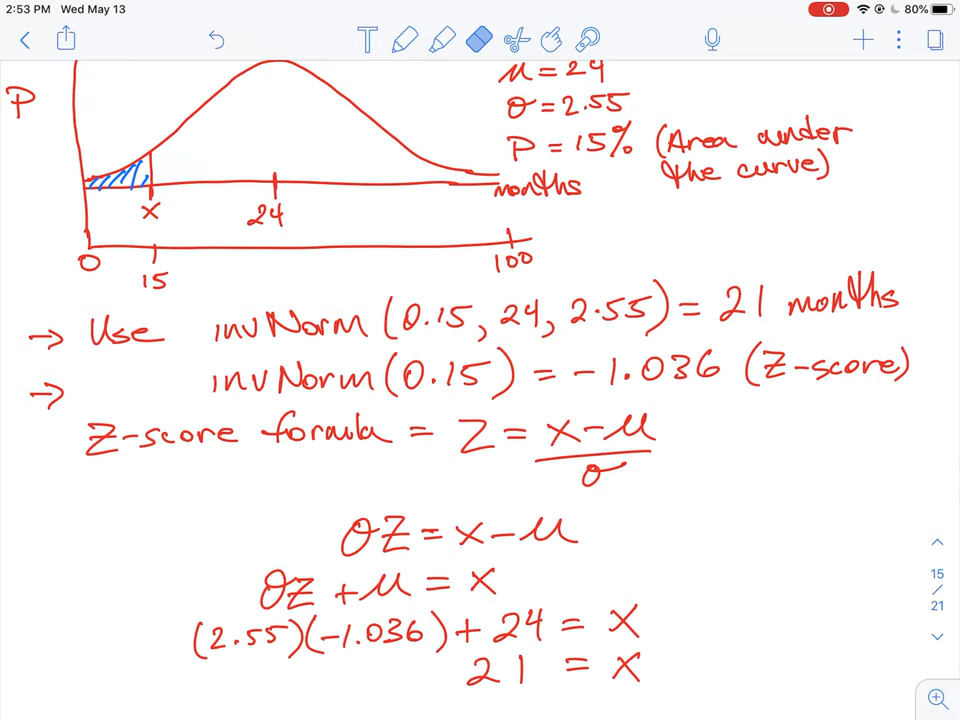 2:53 PM Wed May 13
80%
T
P
μ = 24
σ = 2.55
P = 15% (Area under the curve)
months
x
24
0
15
100
→ Use invNorm(0.15, 24, 2.55) = 21 months
→ invNorm(0.15) = -1.036 (Z-score)
Z-score formula = Z = x-μ
σ
σZ = x-μ
σZ + μ = x
(2.55)(-1.036) + 24 = x
21 = x
15
/
21